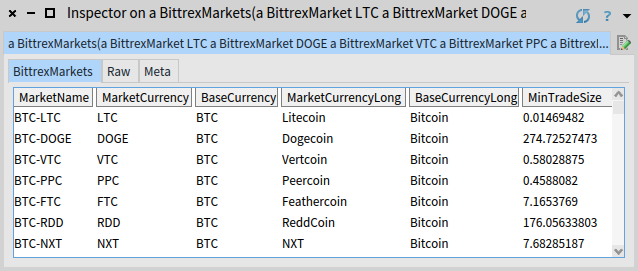 Inspector on a BittrexMarkets(a BittrexMarket LTC a BittrexMarket DOGE a
?
a BittrexMarkets(a BittrexMarket LTC a BittrexMarket DOGE a BittrexMarket VTC a BittrexMarket PPC a BittrexI...
BittrexMarkets Raw Meta
MarketName MarketCurrency BaseCurrency MarketCurrencyLong BaseCurrencyLong MinTradeSize
BTC-LTC LTC BTC Litecoin Bitcoin 0.01469482
BTC-DOGE DOGE BTC Dogecoin Bitcoin 274.72527473
BTC-VTC VTC BTC Vertcoin Bitcoin 0.58028875
BTC-PPC PPC BTC Peercoin Bitcoin 0.4588082
BTC-FTC FTC BTC Feathercoin Bitcoin 7.1653769
BTC-RDD RDD BTC ReddCoin Bitcoin 176.05633803
BTC-NXT NXT BTC NXT Bitcoin 7.68285187